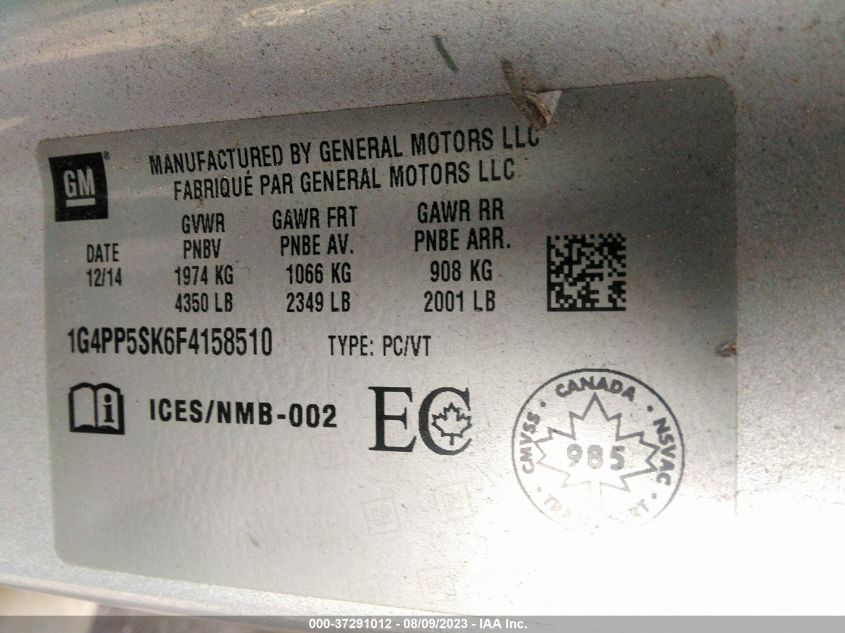 GM ®
MANUFACTURED BY GENERAL MOTORS LLC
FABRIQUÉ PAR GENERAL MOTORS LLC
DATE GVWR GAWR FRT GAWR RR
PNBV PNBE AV. PNBE ARR.
12/14 1974 KG 1066 KG 908 KG
4350 LB 2349 LB 2001 LB
1G4PP5SK6F4158510 TYPE: PC/VT
i ICES/NMB-002 EC
CMVSS · CANADA · NSVAC
985
000-37291012 - 08/09/2023 - IAA Inc.